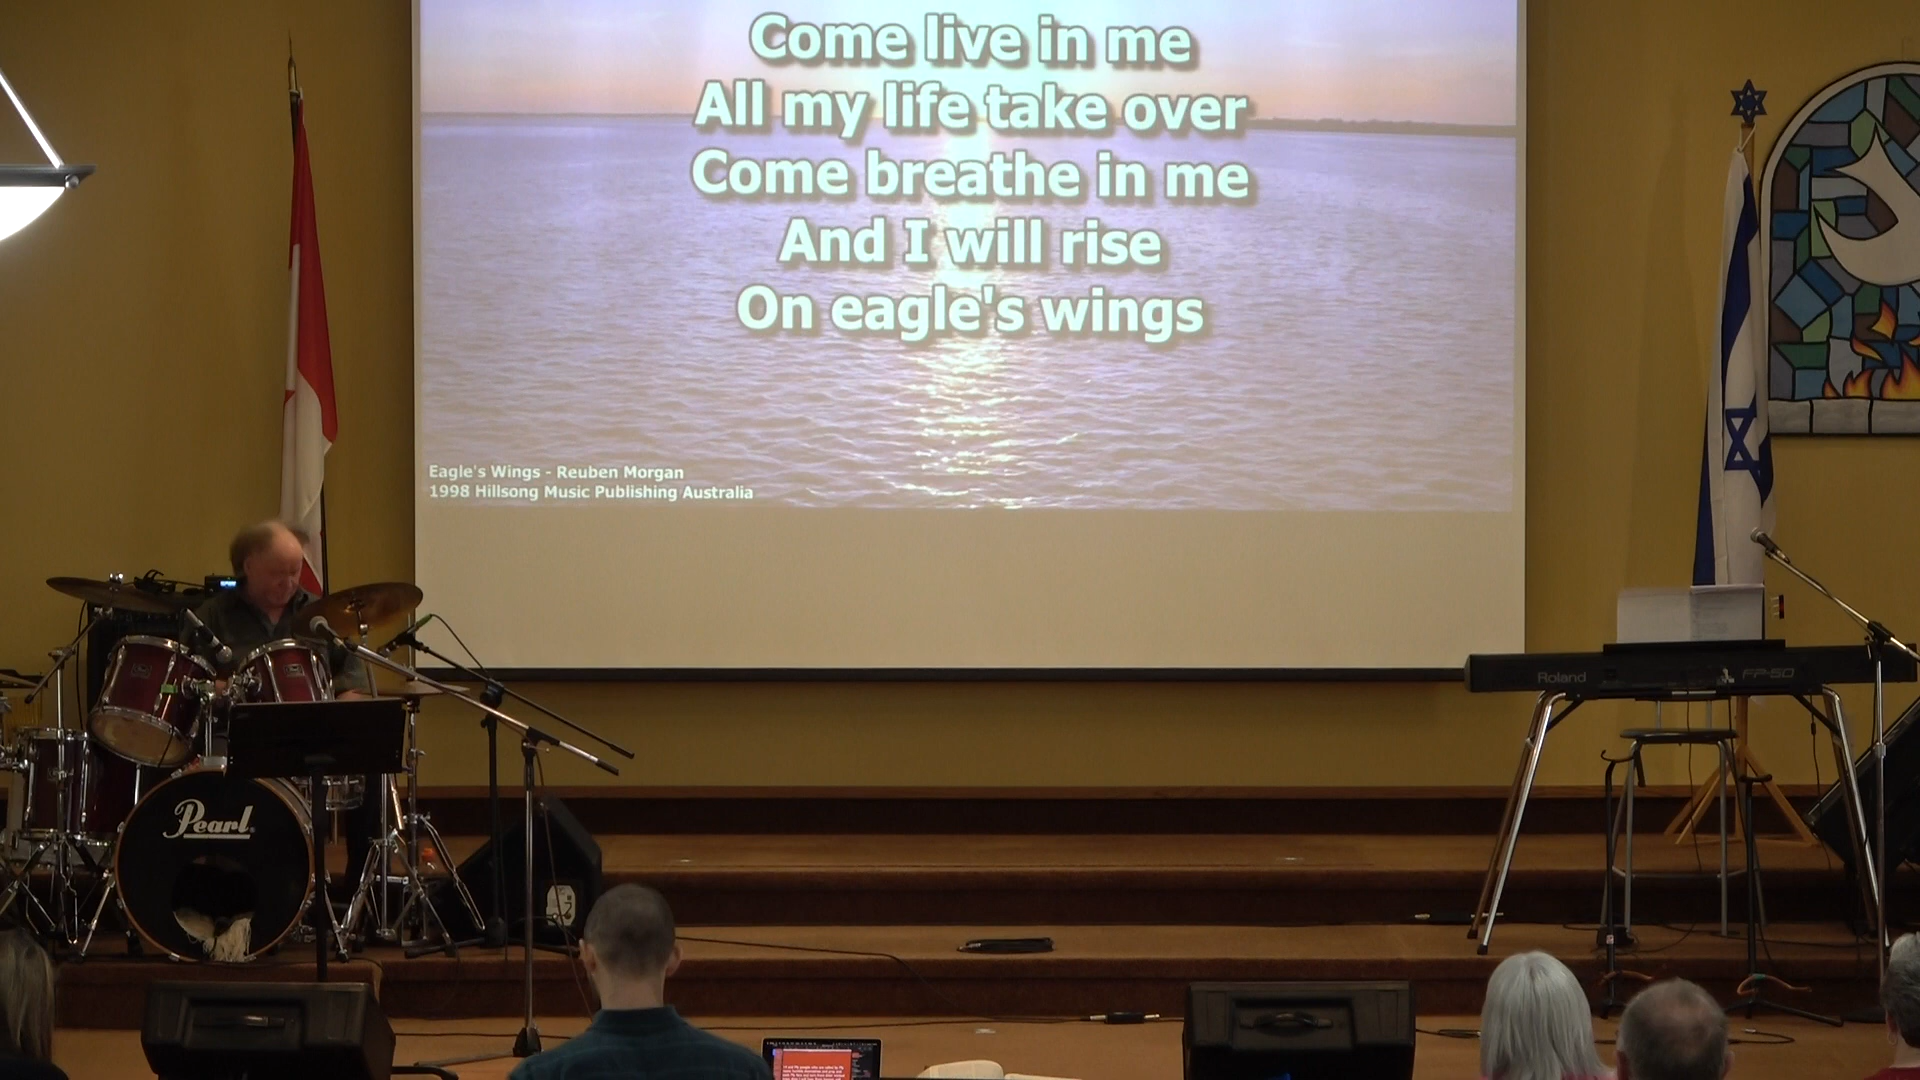 Come live in me
All my life take over
Come breathe in me
And I will rise
On eagle's wings
Eagle's Wings - Reuben Morgan
1998 Hillsong Music Publishing Australia
Roland
FP-50
Pearl